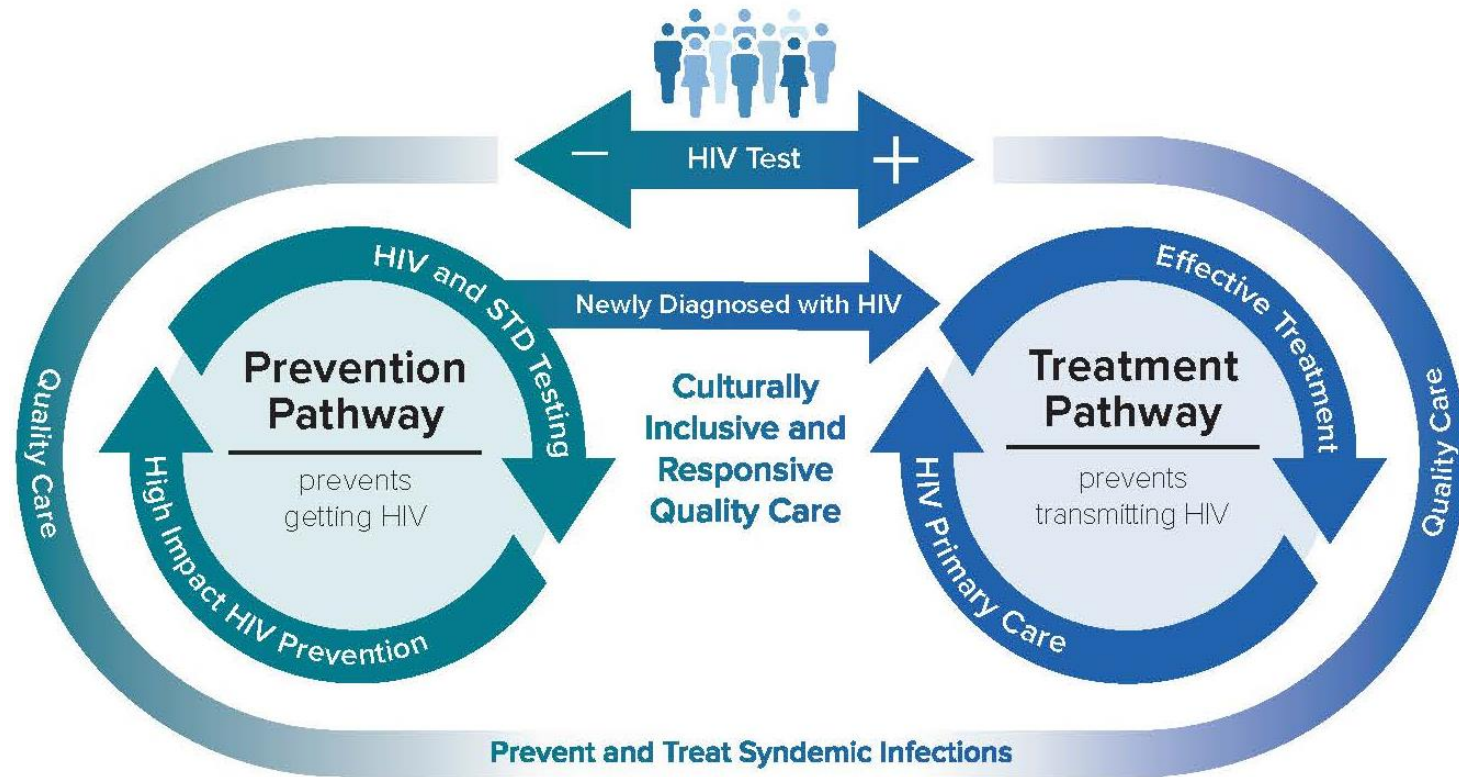 − HIV Test +
HIV and STD Testing
Newly Diagnosed with HIV
Effective Treatment
Quality Care
Prevention
Pathway
prevents
getting HIV
High Impact HIV Prevention
Culturally
Inclusive and
Responsive
Quality Care
Treatment
Pathway
prevents
transmitting HIV
HIV Primary Care
Quality Care
Prevent and Treat Syndemic Infections